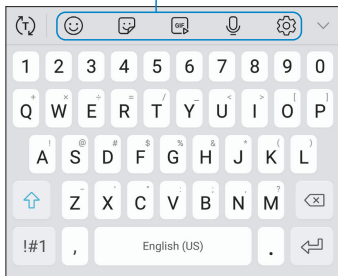 T GIF
1 2 3 4 5 6 7 8 9 0
+ × ÷ = / _ < > [ ]
Q W E R T Y U I O P
! @ # $ % & * ( )
A S D F G H J K L
- ' " : ; , ?
Z X C V B N M
!#1 , English (US) .